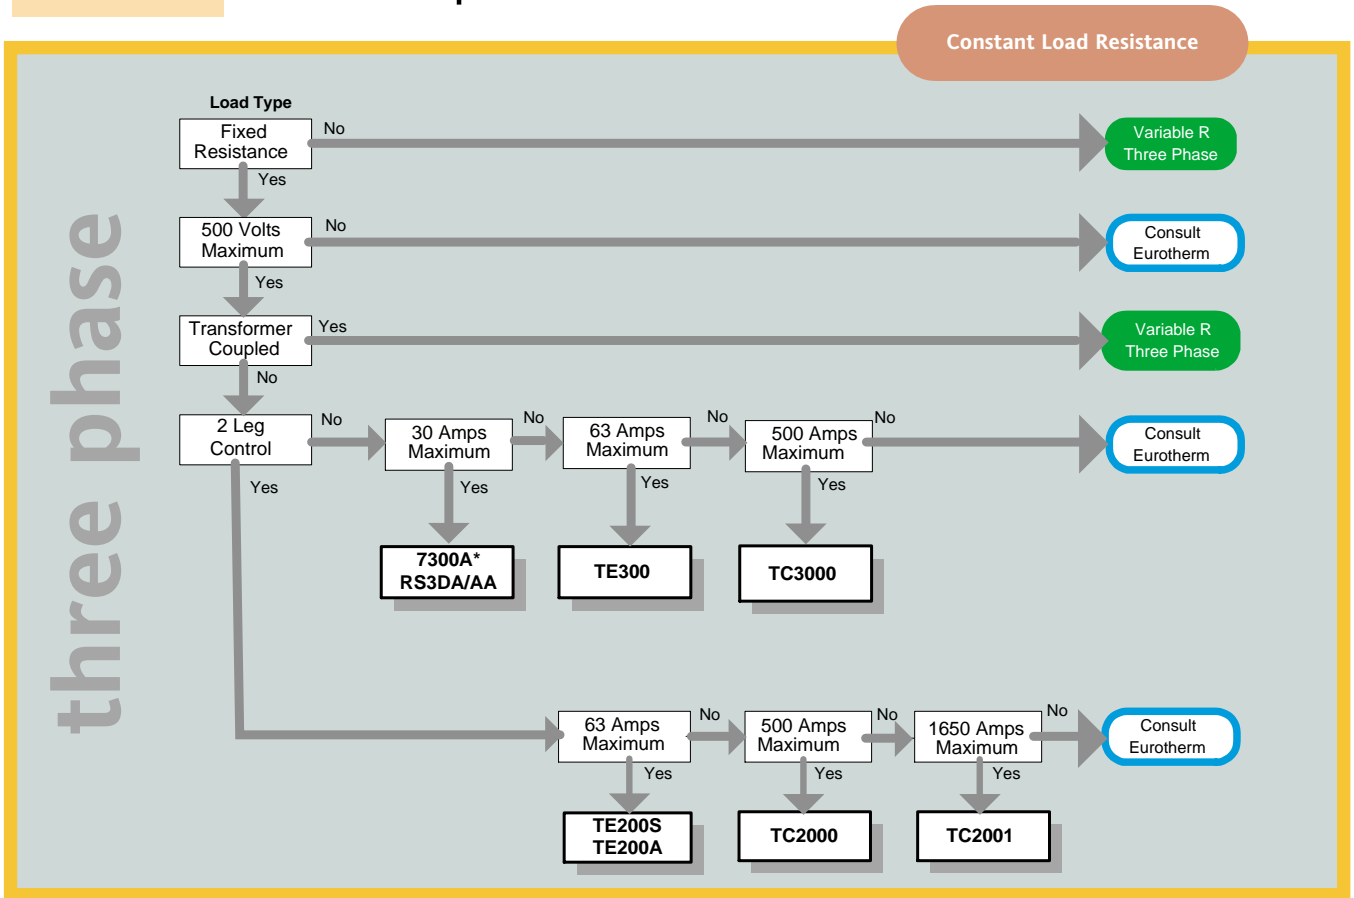 Constant Load Resistance
three phase
Load Type
Fixed
Resistance
No
Variable R
Three Phase
Yes
500 Volts
Maximum
No
Consult
Eurotherm
Yes
Transformer
Coupled
Yes
Variable R
Three Phase
No
2 Leg
Control
No
30 Amps
Maximum
No
63 Amps
Maximum
No
500 Amps
Maximum
No
Consult
Eurotherm
Yes
Yes
Yes
Yes
7300A*
RS3DA/AA
TE300
TC3000
63 Amps
Maximum
No
500 Amps
Maximum
No
1650 Amps
Maximum
No
Consult
Eurotherm
Yes
Yes
Yes
TE200S
TE200A
TC2000
TC2001